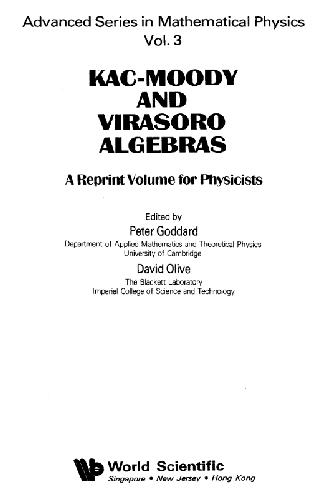 Advanced Series in Mathematical Physics
Vol. 3
KAC-MOODY
AND
VIRASORO
ALGEBRAS
A Reprint Volume for Physicists
Edited by
Peter Goddard
Department of Applied Mathematics and Theoretical Physics
University of Cambridge
David Olive
The Blackett Laboratory
Imperial College of Science and Technology
World Scientific
Singapore • New Jersey • Hong Kong